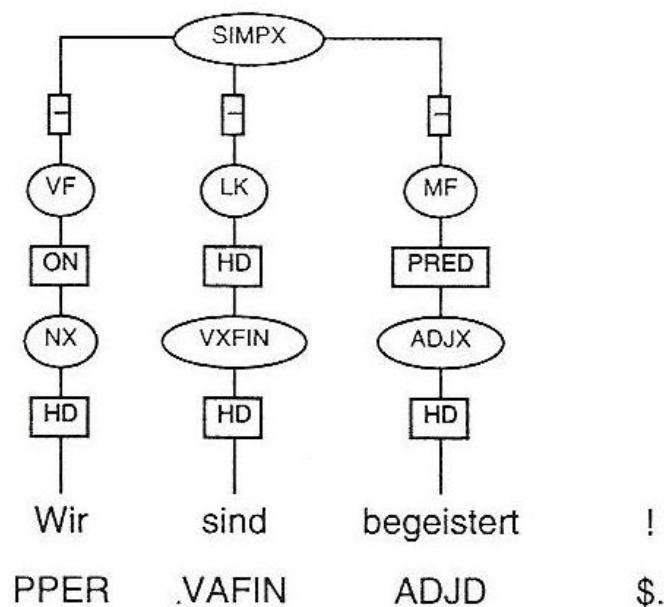 SIMPX
– – –
VF LK MF
ON HD PRED
NX VXFIN ADJX
HD HD HD
Wir sind begeistert !
PPER .VAFIN ADJD $.